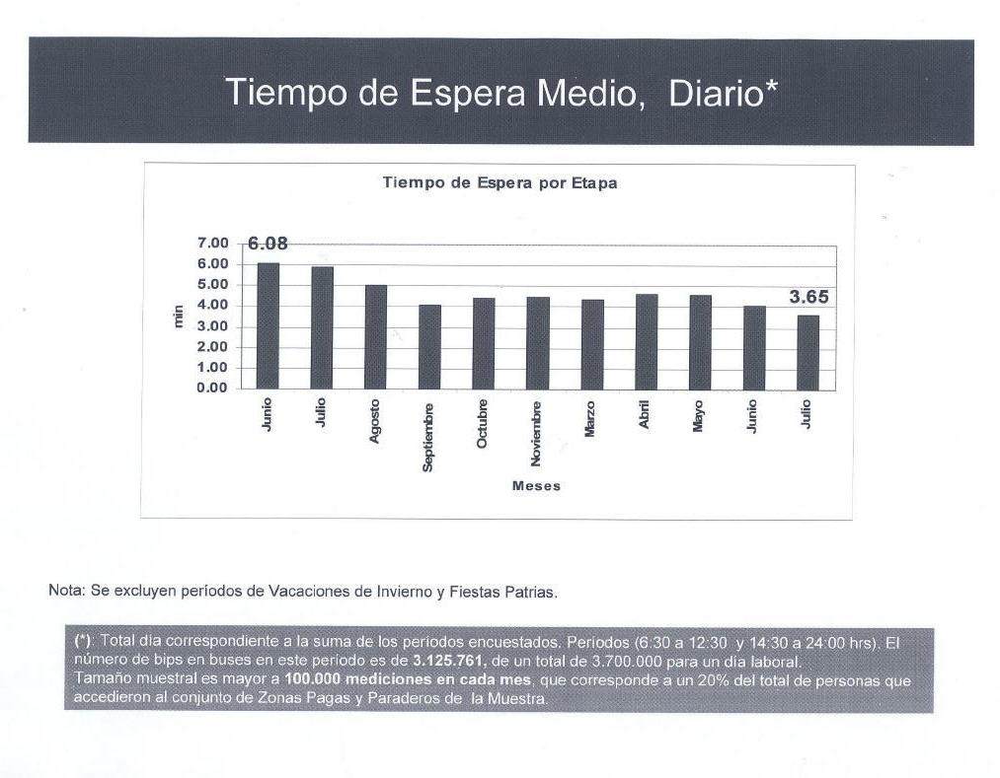 Tiempo de Espera Medio, Diario*
Tiempo de Espera por Etapa
7.00
6.00
5.00
4.00
3.00
2.00
1.00
0.00
min
6.08
3.65
Junio
Julio
Agosto
Septiembre
Octubre
Noviembre
Marzo
Abril
Mayo
Junio
Julio
Meses
Nota: Se excluyen períodos de Vacaciones de Invierno y Fiestas Patrias.
(*): Total día correspondiente a la suma de los períodos encuestados. Períodos (6:30 a 12:30 y 14:30 a 24:00 hrs). El
número de bips en buses en este período es de 3.125.761, de un total de 3.700.000 para un día laboral.
Tamaño muestral es mayor a 100.000 mediciones en cada mes, que corresponde a un 20% del total de personas que
accedieron al conjunto de Zonas Pagas y Paraderos de la Muestra.